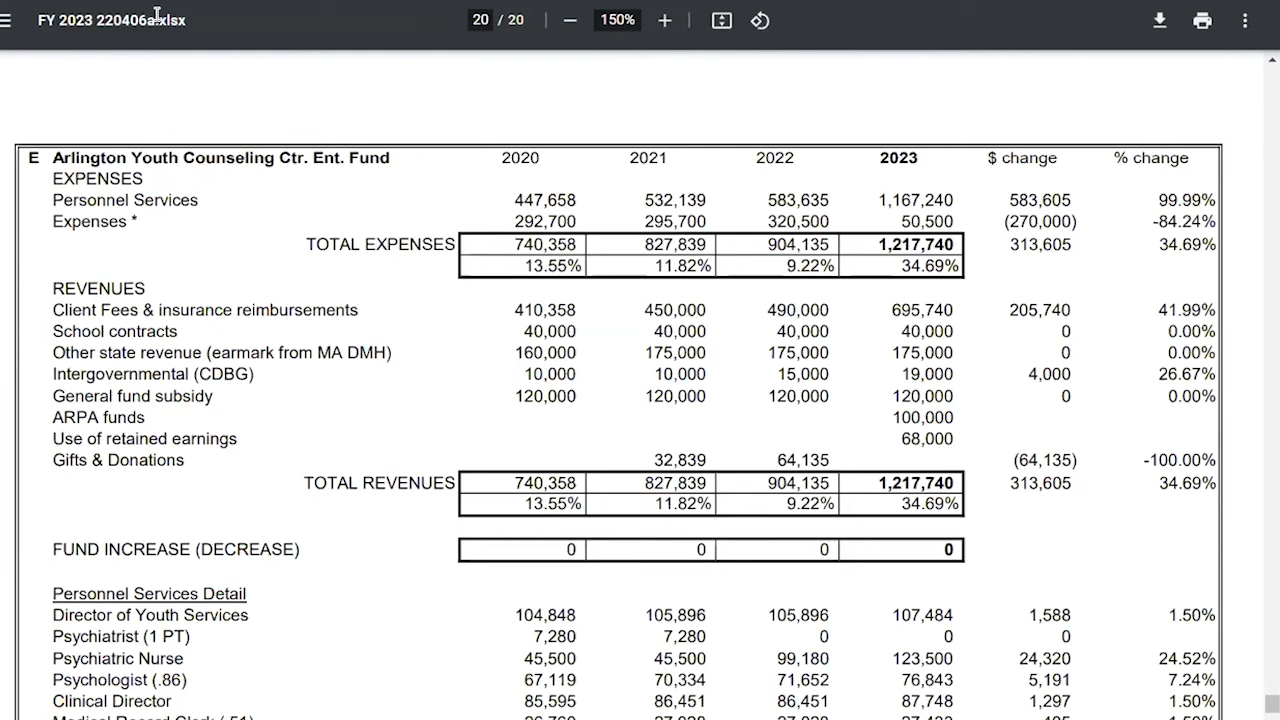 FY 2023 220406a.xlsx 20 / 20 150%
E Arlington Youth Counseling Ctr. Ent. Fund 2020 2021 2022 2023 $ change % change
EXPENSES
Personnel Services 447,658 532,139 583,635 1,167,240 583,605 99.99%
Expenses * 292,700 295,700 320,500 50,500 (270,000) -84.24%
TOTAL EXPENSES 740,358 827,839 904,135 1,217,740 313,605 34.69%
13.55% 11.82% 9.22% 34.69%
REVENUES
Client Fees & insurance reimbursements 410,358 450,000 490,000 695,740 205,740 41.99%
School contracts 40,000 40,000 40,000 40,000 0 0.00%
Other state revenue (earmark from MA DMH) 160,000 175,000 175,000 175,000 0 0.00%
Intergovernmental (CDBG) 10,000 10,000 15,000 19,000 4,000 26.67%
General fund subsidy 120,000 120,000 120,000 120,000 0 0.00%
ARPA funds 100,000
Use of retained earnings 68,000
Gifts & Donations 32,839 64,135 (64,135) -100.00%
TOTAL REVENUES 740,358 827,839 904,135 1,217,740 313,605 34.69%
13.55% 11.82% 9.22% 34.69%
FUND INCREASE (DECREASE) 0 0 0 0
Personnel Services Detail
Director of Youth Services 104,848 105,896 105,896 107,484 1,588 1.50%
Psychiatrist (1 PT) 7,280 7,280 0 0 0
Psychiatric Nurse 45,500 45,500 99,180 123,500 24,320 24.52%
Psychologist (.86) 67,119 70,334 71,652 76,843 5,191 7.24%
Clinical Director 85,595 86,451 86,451 87,748 1,297 1.50%
Medical Record Clerk (.51)